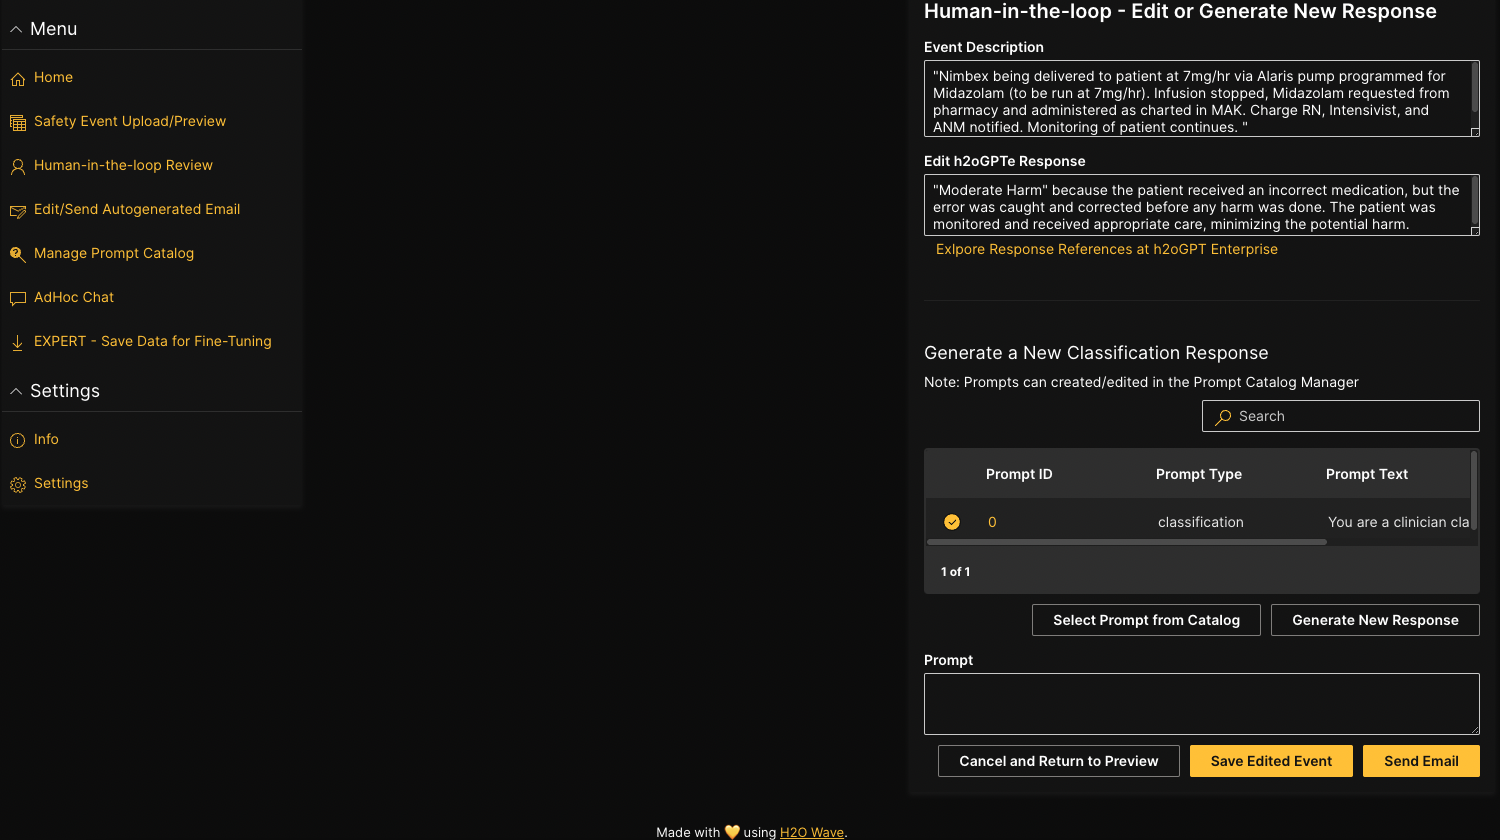 Menu
Home
Safety Event Upload/Preview
Human-in-the-loop Review
Edit/Send Autogenerated Email
Manage Prompt Catalog
AdHoc Chat
EXPERT - Save Data for Fine-Tuning
Settings
Info
Settings
Human-in-the-loop - Edit or Generate New Response
Event Description
"Nimbex being delivered to patient at 7mg/hr via Alaris pump programmed for
Midazolam (to be run at 7mg/hr). Infusion stopped, Midazolam requested from
pharmacy and administered as charted in MAK. Charge RN, Intensivist, and
ANM notified. Monitoring of patient continues. "
Edit h2oGPTe Response
"Moderate Harm" because the patient received an incorrect medication, but the
error was caught and corrected before any harm was done. The patient was
monitored and received appropriate care, minimizing the potential harm.
Exlpore Response References at h2oGPT Enterprise
Generate a New Classification Response
Note: Prompts can created/edited in the Prompt Catalog Manager
Search
Prompt ID Prompt Type Prompt Text
0 classification You are a clinician cla
1 of 1
Select Prompt from Catalog Generate New Response
Prompt
Cancel and Return to Preview Save Edited Event Send Email
Made with 💛 using H2O Wave.